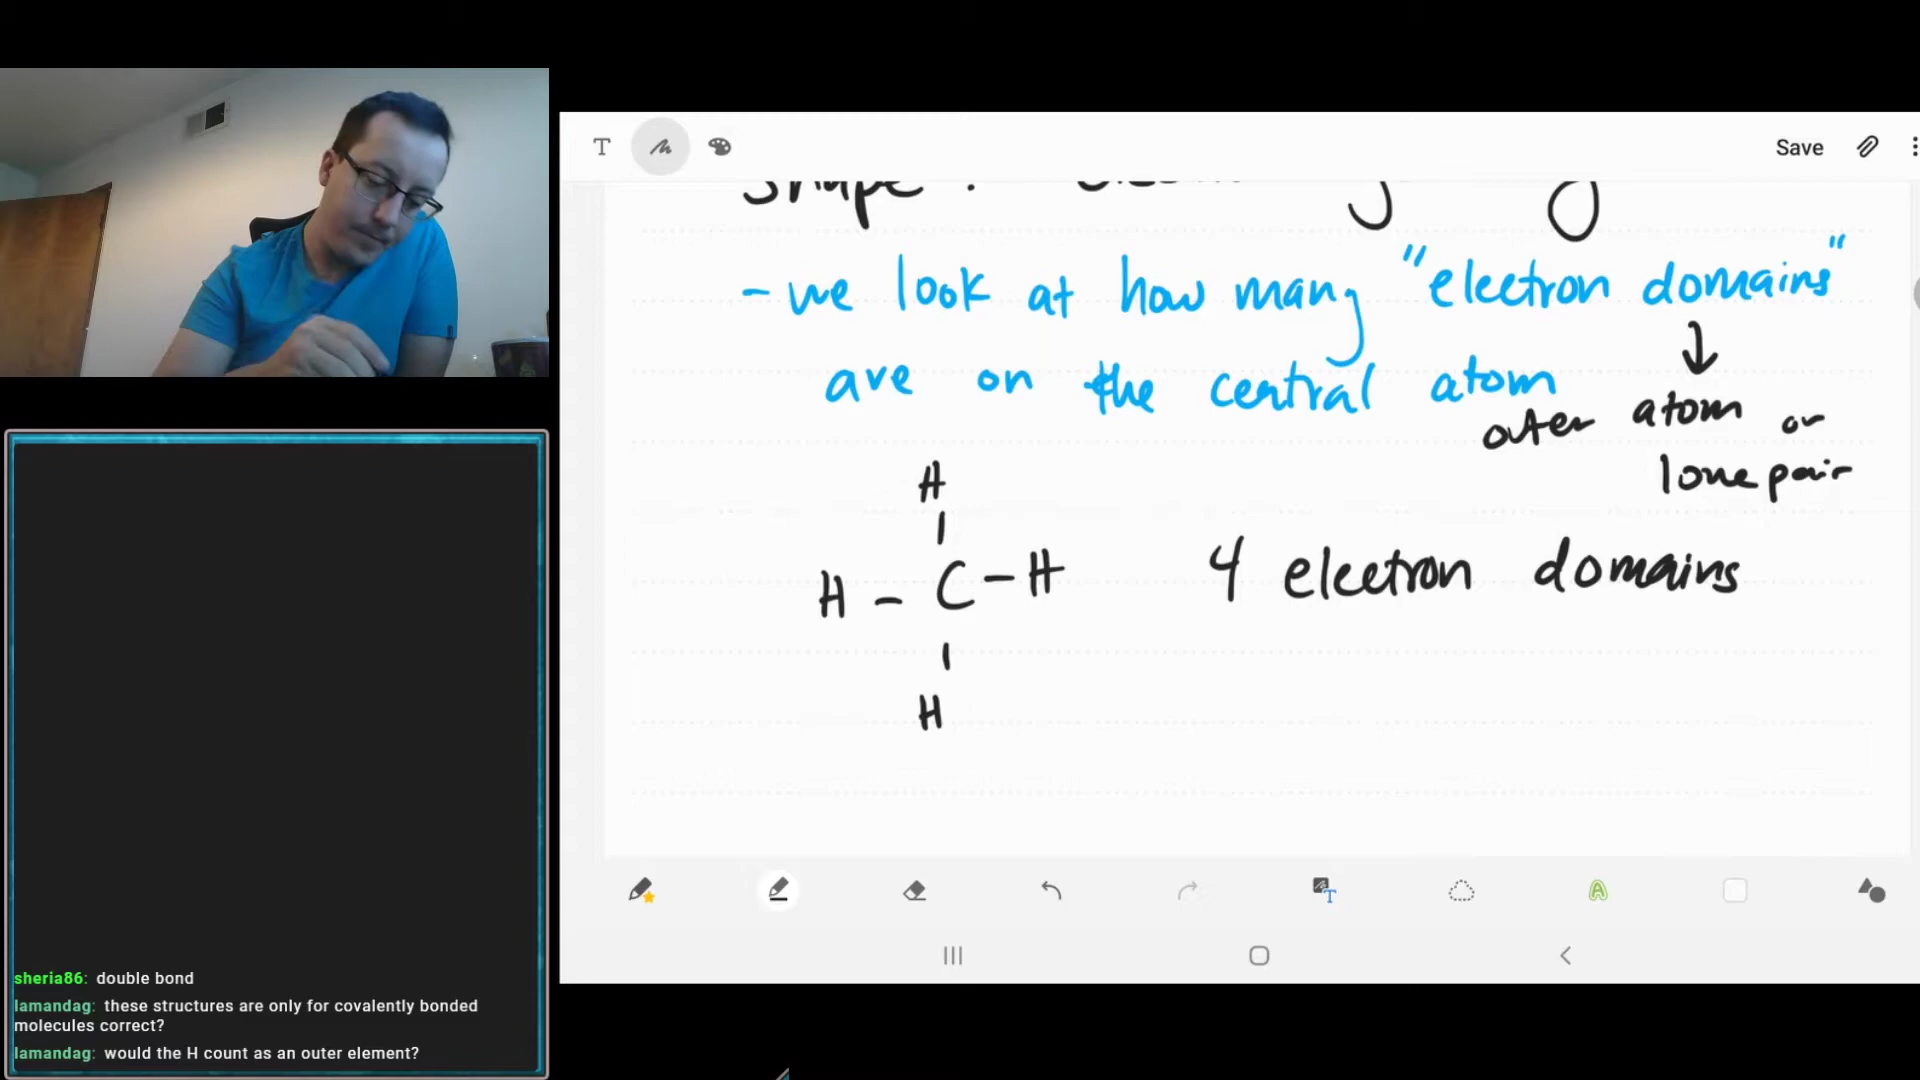 T
Save
shape :
- we look at how many "electron domains"
are on the central atom
outer atom or
lone pair
H
H - C - H
H
4 electron domains
T
A
sheria86: double bond
lamandag: these structures are only for covalently bonded
molecules correct?
lamandag: would the H count as an outer element?